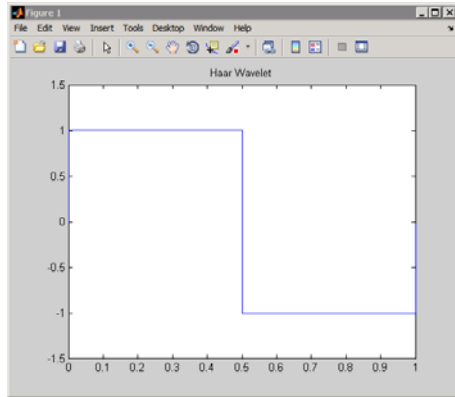 Figure 1
File Edit View Insert Tools Desktop Window Help
Haar Wavelet
1.5
1
0.5
0
-0.5
-1
-1.5
0 0.1 0.2 0.3 0.4 0.5 0.6 0.7 0.8 0.9 1